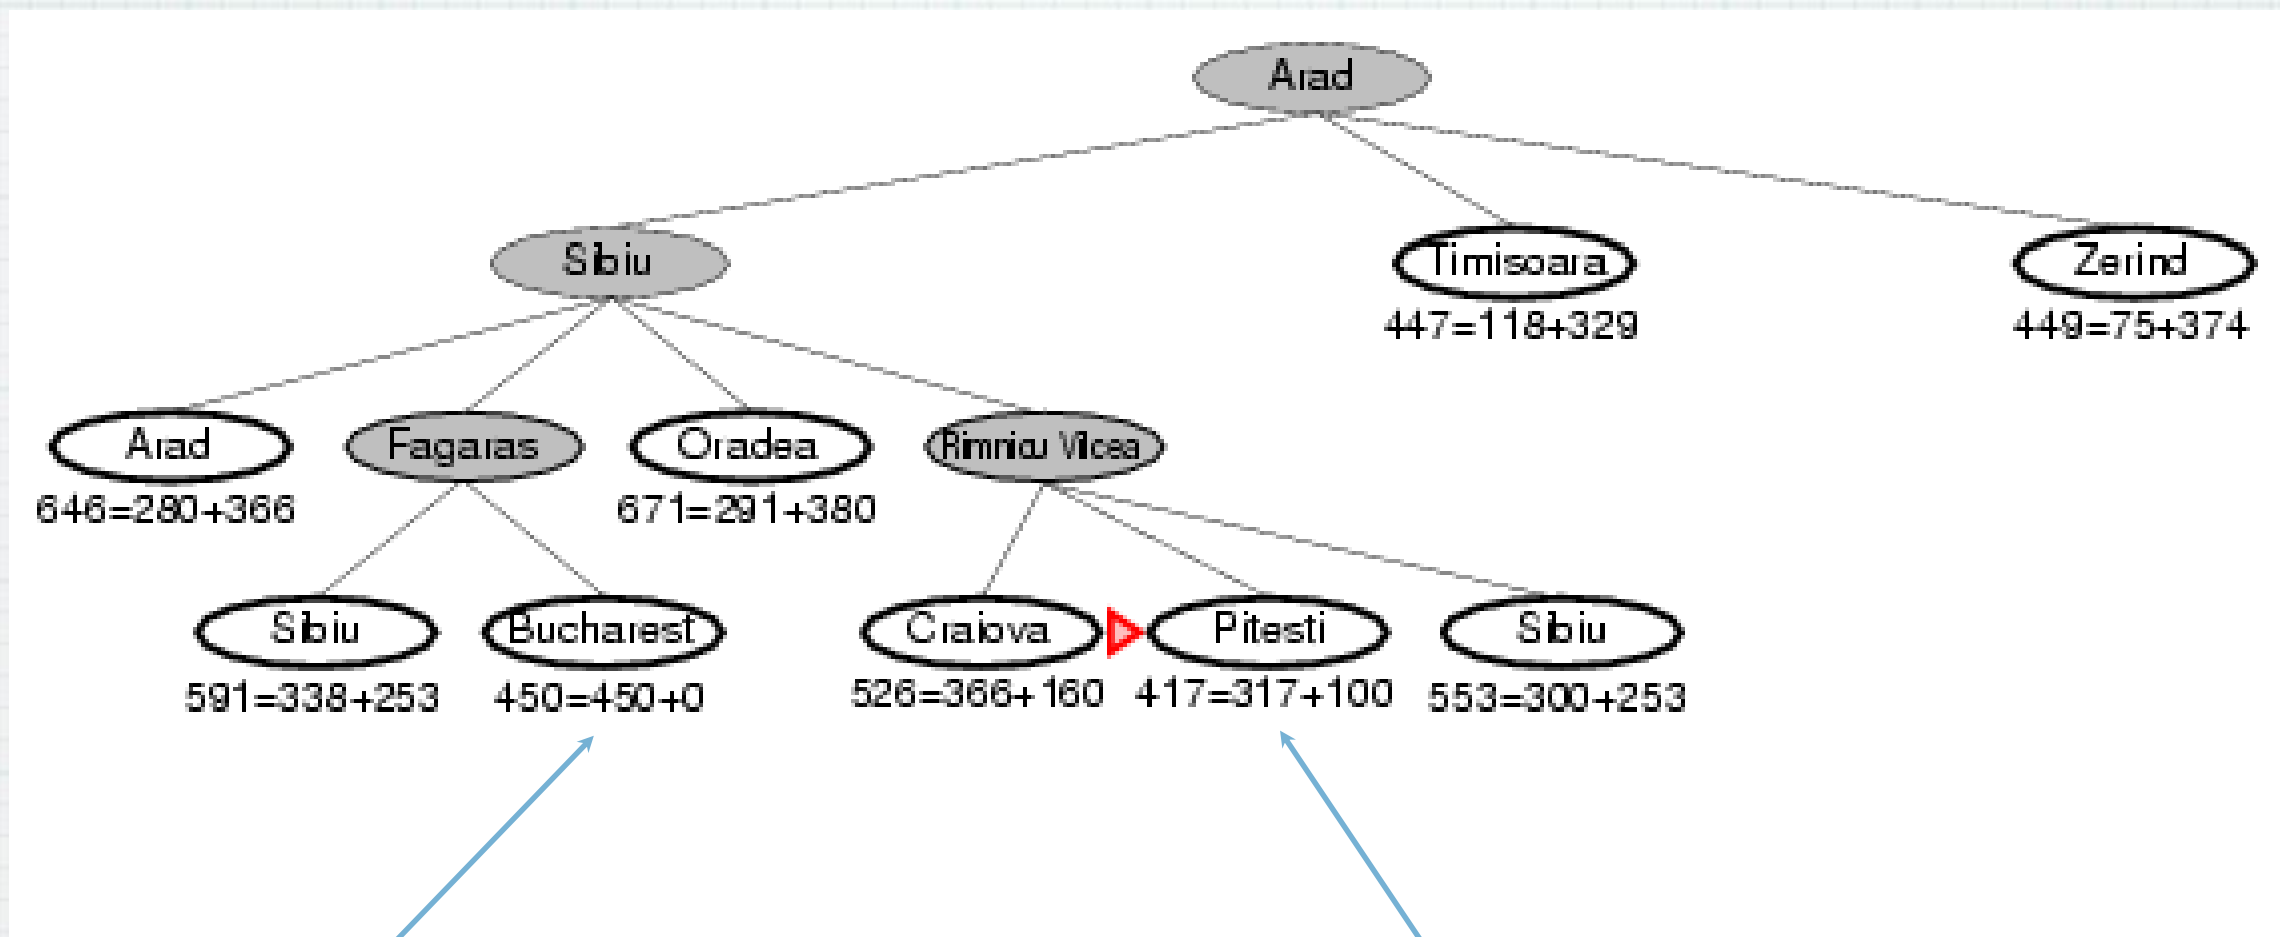 Arad
Sibiu
Timisoara
Zerind
447=118+329
449=75+374
Arad
Fagaras
Oradea
Rimnicu Vilcea
646=280+366
671=291+380
Sibiu
Bucharest
Craiova
Pitesti
Sibiu
591=338+253
450=450+0
526=366+160
417=317+100
553=300+253